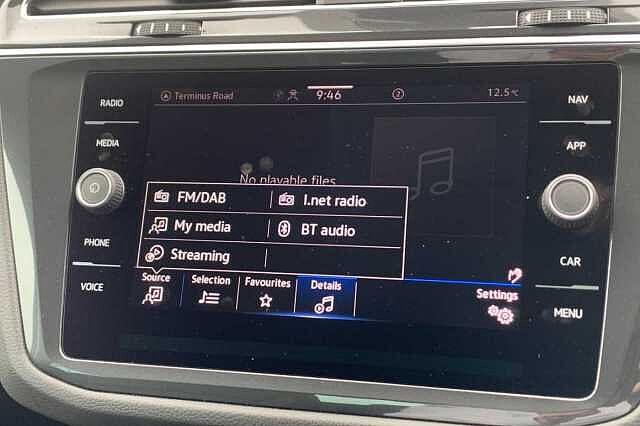 RADIO
MEDIA
PHONE
VOICE
Terminus Road 9:46 2 12.5°C
No playable files
FM/DAB I.net radio
My media BT audio
Streaming
Source Selection Favourites Details Settings
NAV
APP
CAR
MENU